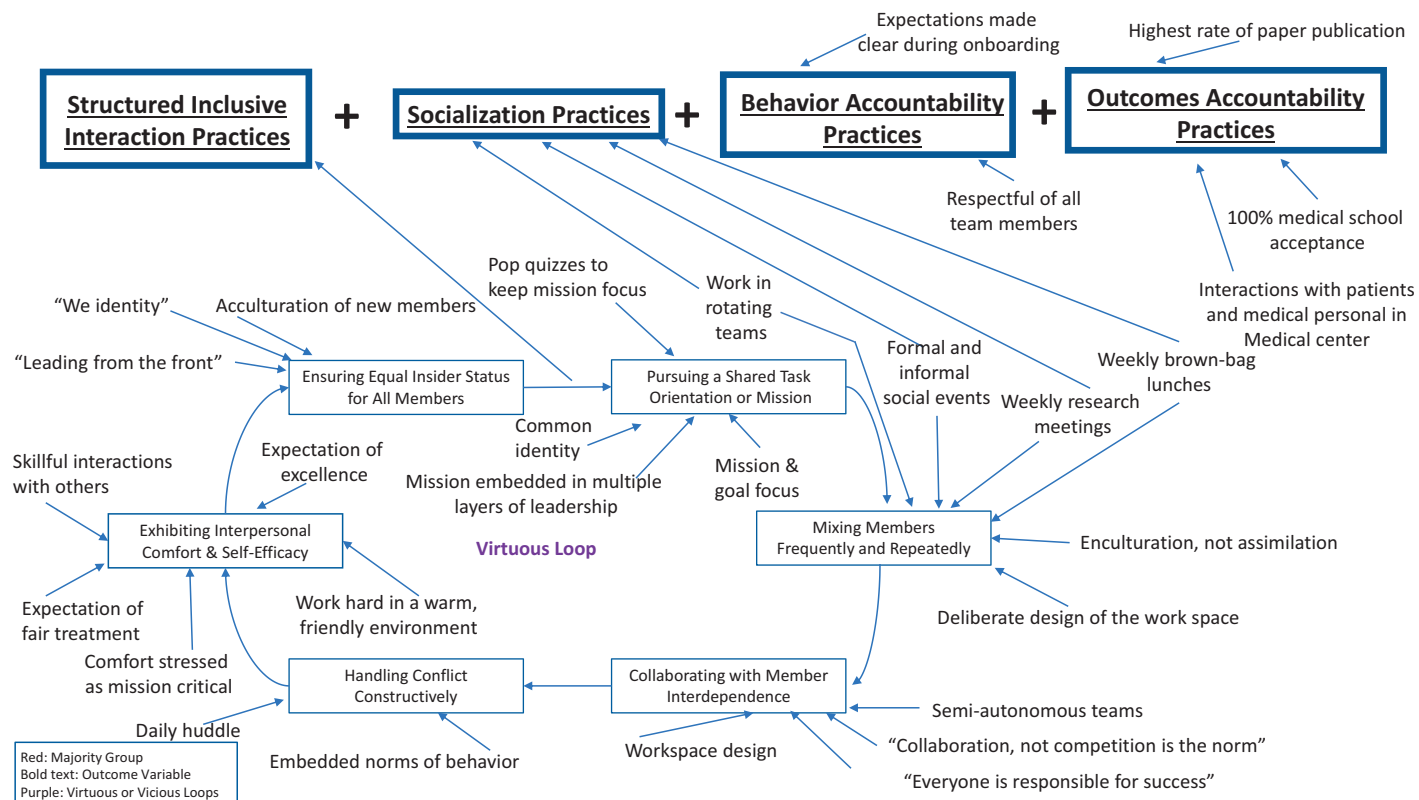 Expectations made
clear during onboarding
Highest rate of paper publication
Structured Inclusive
Interaction Practices
+
Socialization Practices
+
Behavior Accountability
Practices
+
Outcomes Accountability
Practices
Respectful of all
team members
100% medical school
acceptance
Interactions with patients
and medical personal in
Medical center
"We identity"
Acculturation of new members
"Leading from the front"
Pop quizzes to
keep mission focus
Work in
rotating
teams
Formal and
informal
social events
Weekly research
meetings
Weekly brown-bag
lunches
Ensuring Equal Insider Status
for All Members
Pursuing a Shared Task
Orientation or Mission
Common
identity
Mission embedded in multiple
layers of leadership
Mission &
goal focus
Skillful interactions
with others
Expectation of
excellence
Exhibiting Interpersonal
Comfort & Self-Efficacy
Virtuous Loop
Mixing Members
Frequently and Repeatedly
Enculturation, not assimilation
Deliberate design of the work space
Expectation of
fair treatment
Work hard in a warm,
friendly environment
Comfort stressed
as mission critical
Handling Conflict
Constructively
Collaborating with Member
Interdependence
Daily huddle
Embedded norms of behavior
Workspace design
Semi-autonomous teams
"Collaboration, not competition is the norm"
"Everyone is responsible for success"
Red: Majority Group
Bold text: Outcome Variable
Purple: Virtuous or Vicious Loops